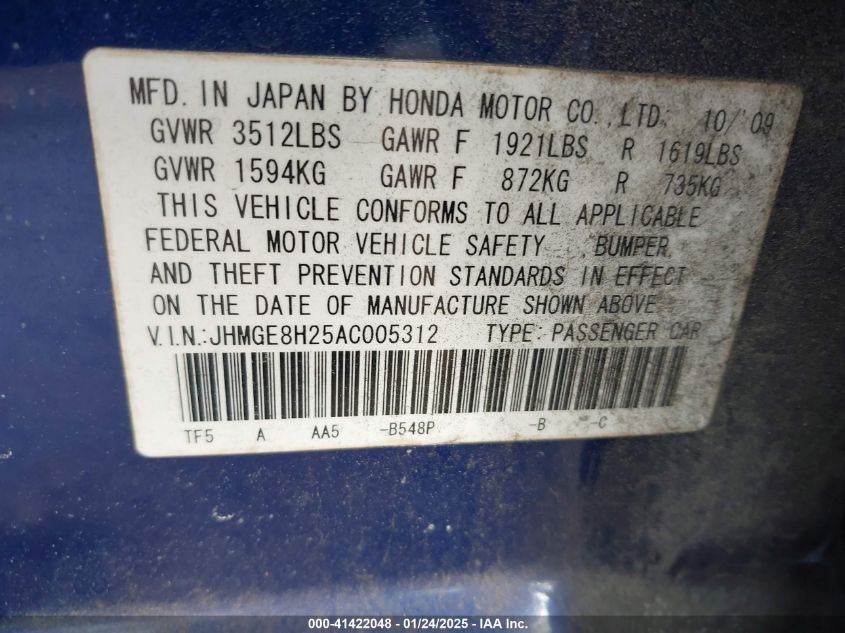 MFD. IN JAPAN BY HONDA MOTOR CO., LTD. 10/'09
GVWR 3512LBS GAWR F 1921LBS R 1619LBS
GVWR 1594KG GAWR F 872KG R 735KG
THIS VEHICLE CONFORMS TO ALL APPLICABLE
FEDERAL MOTOR VEHICLE SAFETY , BUMPER,
AND THEFT PREVENTION STANDARDS IN EFFECT
ON THE DATE OF MANUFACTURE SHOWN ABOVE.
V.I.N.:JHMGE8H25AC005312 TYPE: PASSENGER CAR
TF5 A AA5 -B548P -B -C
000-41422048 - 01/24/2025 - © IAA Inc.